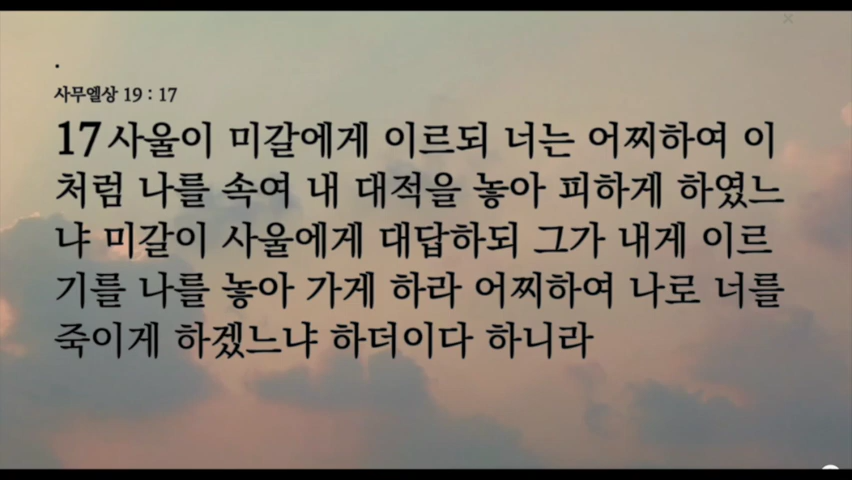 .
사무엘상 19 : 17
17 사울이 미갈에게 이르되 너는 어찌하여 이
처럼 나를 속여 내 대적을 놓아 피하게 하였느
냐 미갈이 사울에게 대답하되 그가 내게 이르
기를 나를 놓아 가게 하라 어찌하여 나로 너를
죽이게 하겠느냐 하더이다 하니라